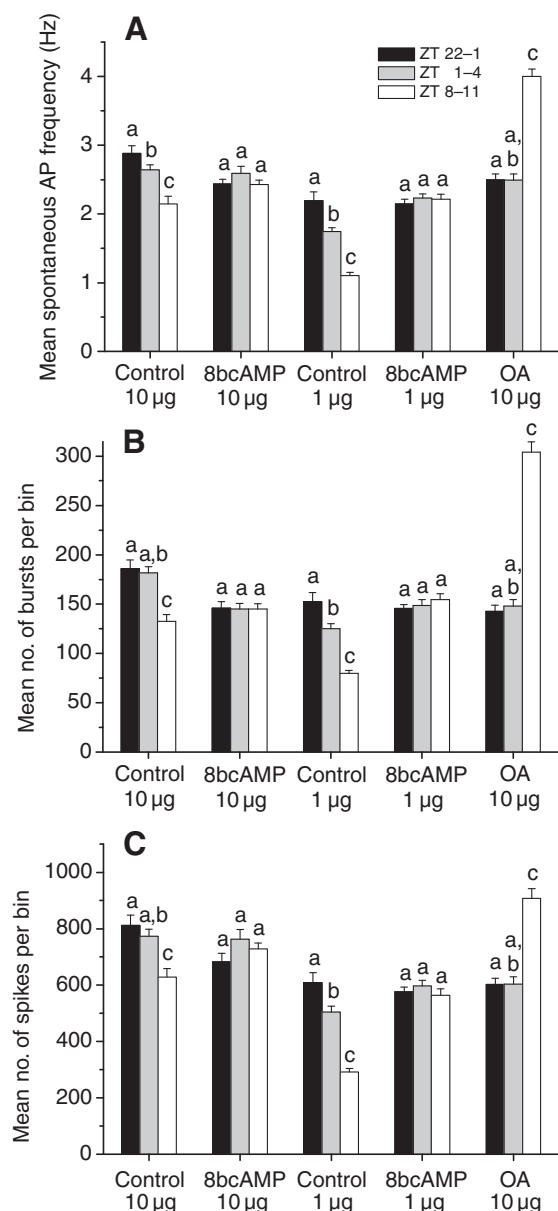 A
Mean spontaneous AP frequency (Hz)
ZT 22–1
ZT 1–4
ZT 8–11
4
3
2
1
0
a
b
c
a
a
a
a
b
c
a
a
a
a
a,
b
c
Control
10 µg
8bcAMP
10 µg
Control
1 µg
8bcAMP
1 µg
OA
10 µg
B
Mean no. of bursts per bin
300
250
200
150
100
50
0
a
a,b
c
a
a
a
a
b
c
a
a
a
a
a,
b
c
Control
10 µg
8bcAMP
10 µg
Control
1 µg
8bcAMP
1 µg
OA
10 µg
C
Mean no. of spikes per bin
1000
800
600
400
200
0
a
a,b
c
a
a
a
a
b
c
a
a
a
a
a,
b
c
Control
10 µg
8bcAMP
10 µg
Control
1 µg
8bcAMP
1 µg
OA
10 µg